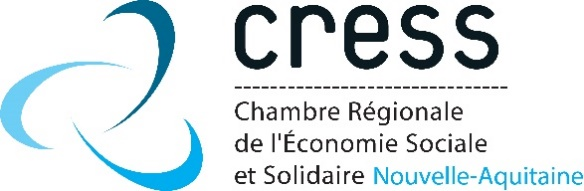 cress
Chambre Régionale
de l'Économie Sociale
et Solidaire Nouvelle-Aquitaine